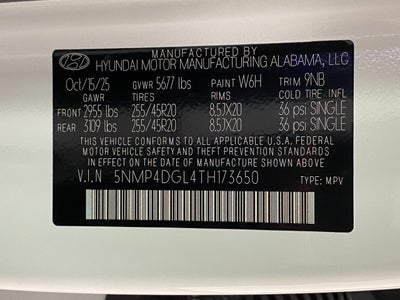 MANUFACTURED BY
HYUNDAI MOTOR MANUFACTURING ALABAMA, LLC
Oct/15/25 GVWR 5677 lbs PAINT W6H TRIM 9NB
GAWR TIRES RIMS COLD TIRE INFL
FRONT 2955 lbs 255/45R20 8.5JX20 36 psi SINGLE
REAR 3109 lbs 255/45R20 8.5JX20 36 psi SINGLE
THIS VEHICLE CONFORMS TO ALL APPLICABLE U.S.A. FEDERAL
MOTOR VEHICLE SAFETY AND THEFT PREVENTION STANDARDS
IN EFFECT ON THE DATE OF MANUFACTURE SHOWN ABOVE.
V.I.N 5NMP4DGL4TH173650 TYPE: MPV